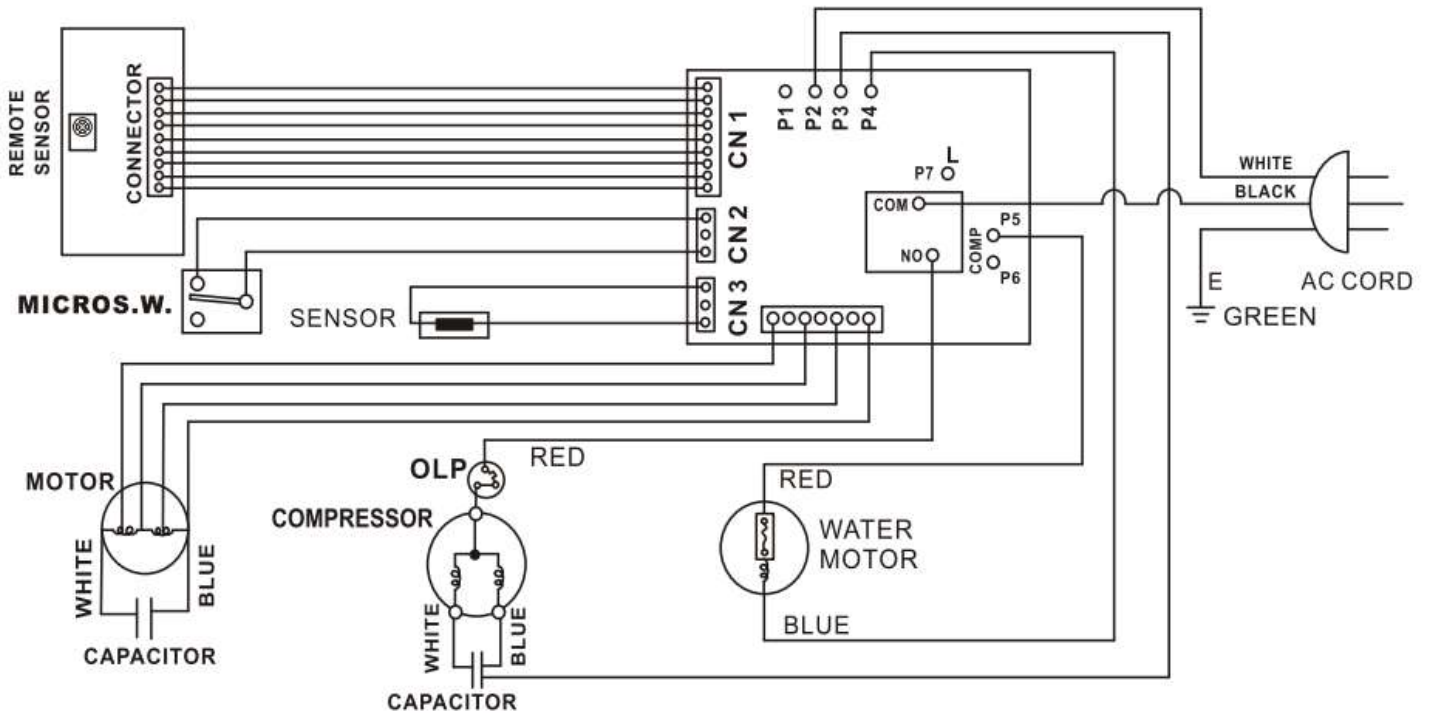 REMOTE
SENSOR
CONNECTOR
CN 1
P1
P2
P3
P4
L
P7
COM
NO
COMP
P5
P6
WHITE
BLACK
AC CORD
E
GREEN
CN 2
MICROS.W.
CN 3
SENSOR
MOTOR
WHITE
BLUE
CAPACITOR
OLP
RED
COMPRESSOR
WHITE
BLUE
CAPACITOR
RED
WATER
MOTOR
BLUE